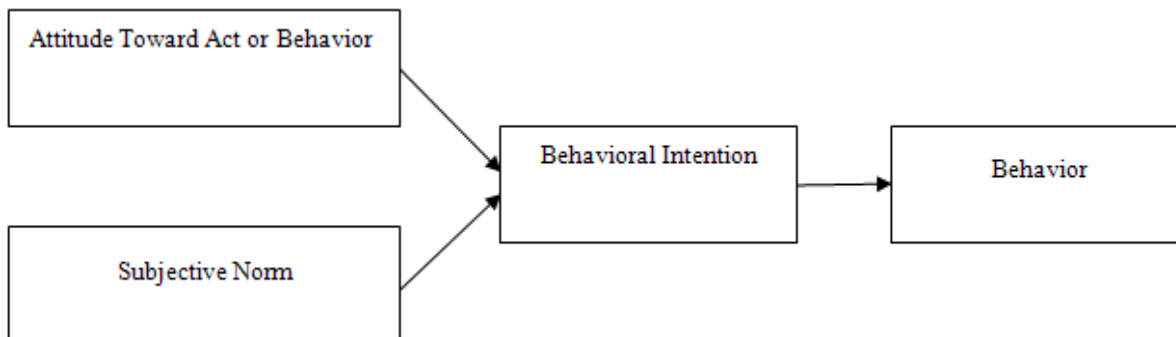 Attitude Toward Act or Behavior
Subjective Norm
Behavioral Intention
Behavior